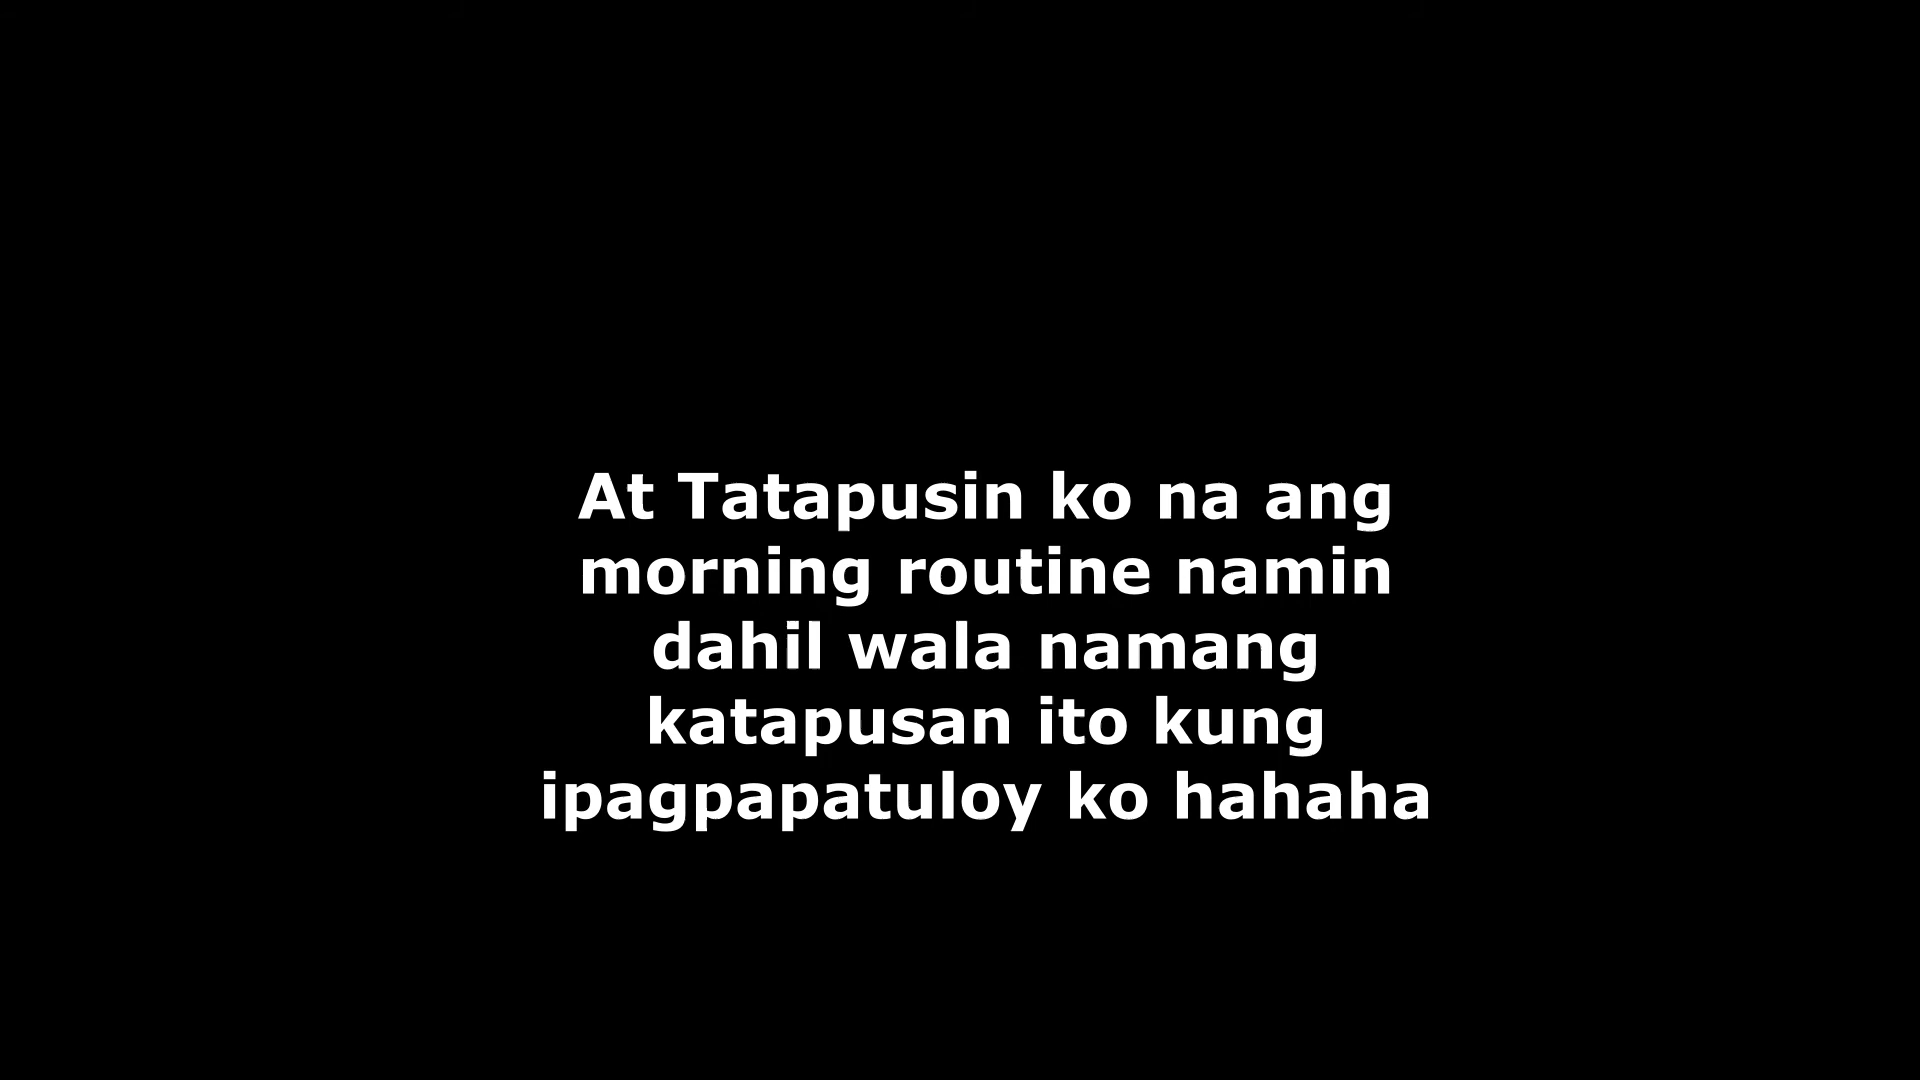 At Tatapusin ko na ang
morning routine namin
dahil wala namang
katapusan ito kung
ipagpapatuloy ko hahaha